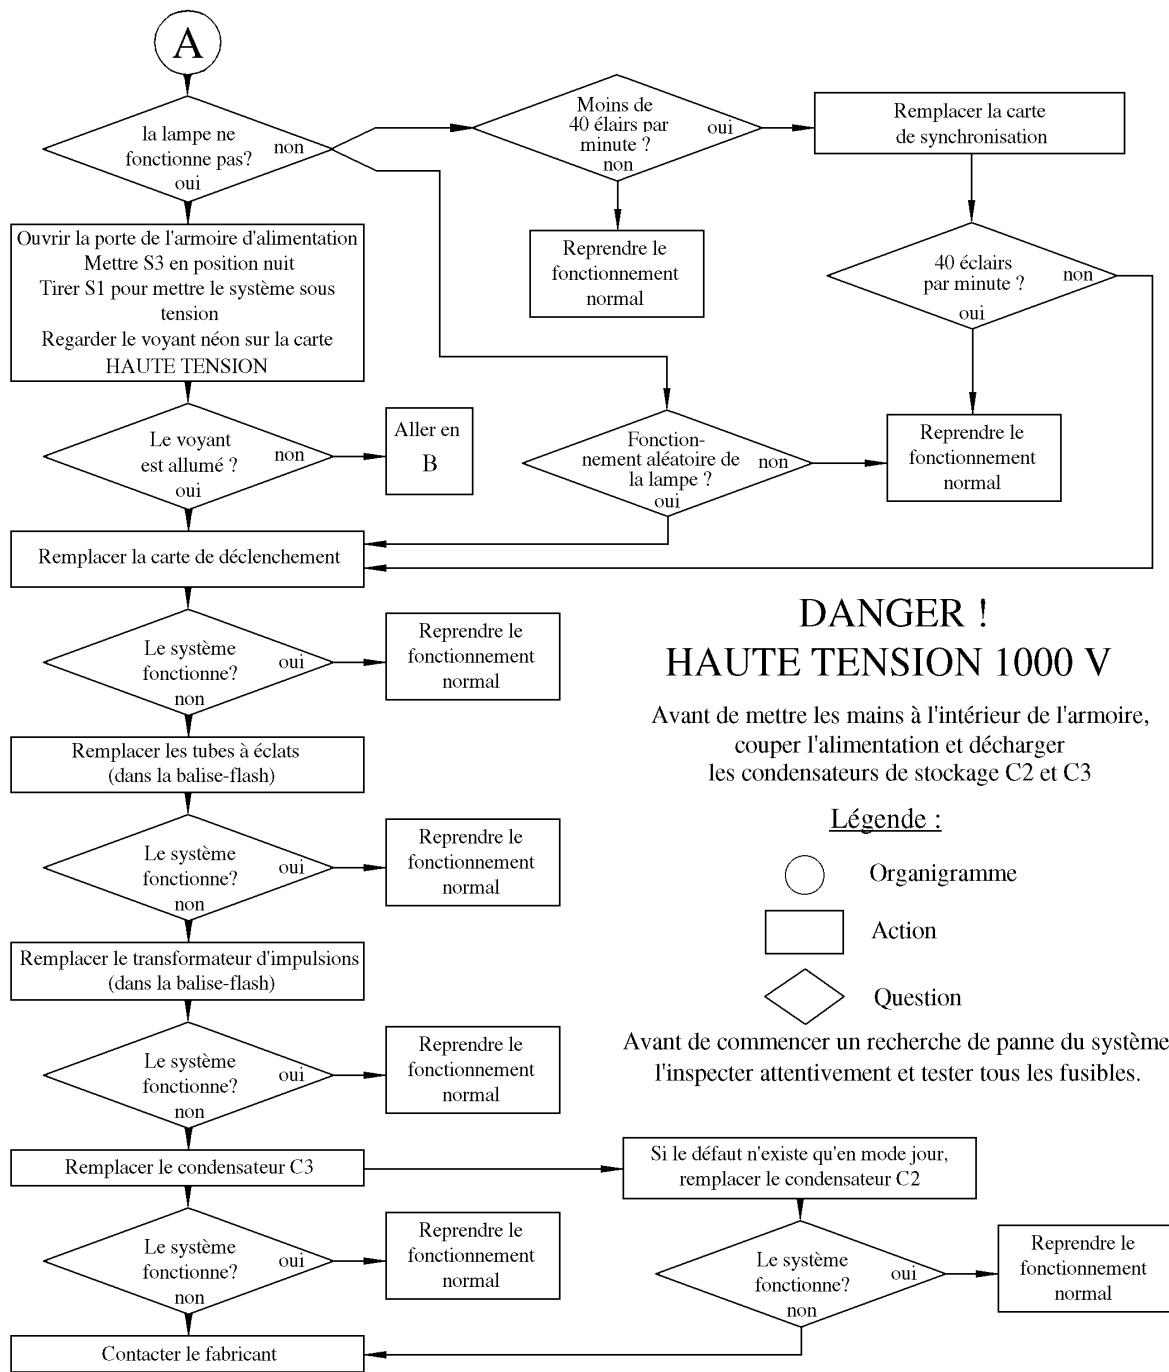 A
la lampe ne
fonctionne pas?
non
oui
Moins de
40 élairs par
minute ?
oui
non
Remplacer la carte
de synchronisation
Ouvrir la porte de l'armoire d'alimentation
Mettre S3 en position nuit
Tirer S1 pour mettre le système sous
tension
Regarder le voyant néon sur la carte
HAUTE TENSION
Reprendre le
fonctionnement
normal
40 éclairs
par minute ?
non
oui
Le voyant
est allumé ?
non
oui
Aller en
B
Fonction-
nement aléatoire de
la lampe ?
non
oui
Reprendre le
fonctionnement
normal
Remplacer la carte de déclenchement
Le système
fonctionne?
oui
non
Reprendre le
fonctionnement
normal
DANGER !
HAUTE TENSION 1000 V
Avant de mettre les mains à l'intérieur de l'armoire,
couper l'alimentation et décharger
les condensateurs de stockage C2 et C3
Remplacer les tubes à éclats
(dans la balise-flash)
Le système
fonctionne?
oui
non
Reprendre le
fonctionnement
normal
Légende :
Organigramme
Action
Question
Remplacer le transformateur d'impulsions
(dans la balise-flash)
Avant de commencer un recherche de panne du système
l'inspecter attentivement et tester tous les fusibles.
Le système
fonctionne?
oui
non
Reprendre le
fonctionnement
normal
Remplacer le condensateur C3
Si le défaut n'existe qu'en mode jour,
remplacer le condensateur C2
Le système
fonctionne?
oui
non
Reprendre le
fonctionnement
normal
Le système
fonctionne?
oui
non
Reprendre le
fonctionnement
normal
Contacter le fabricant